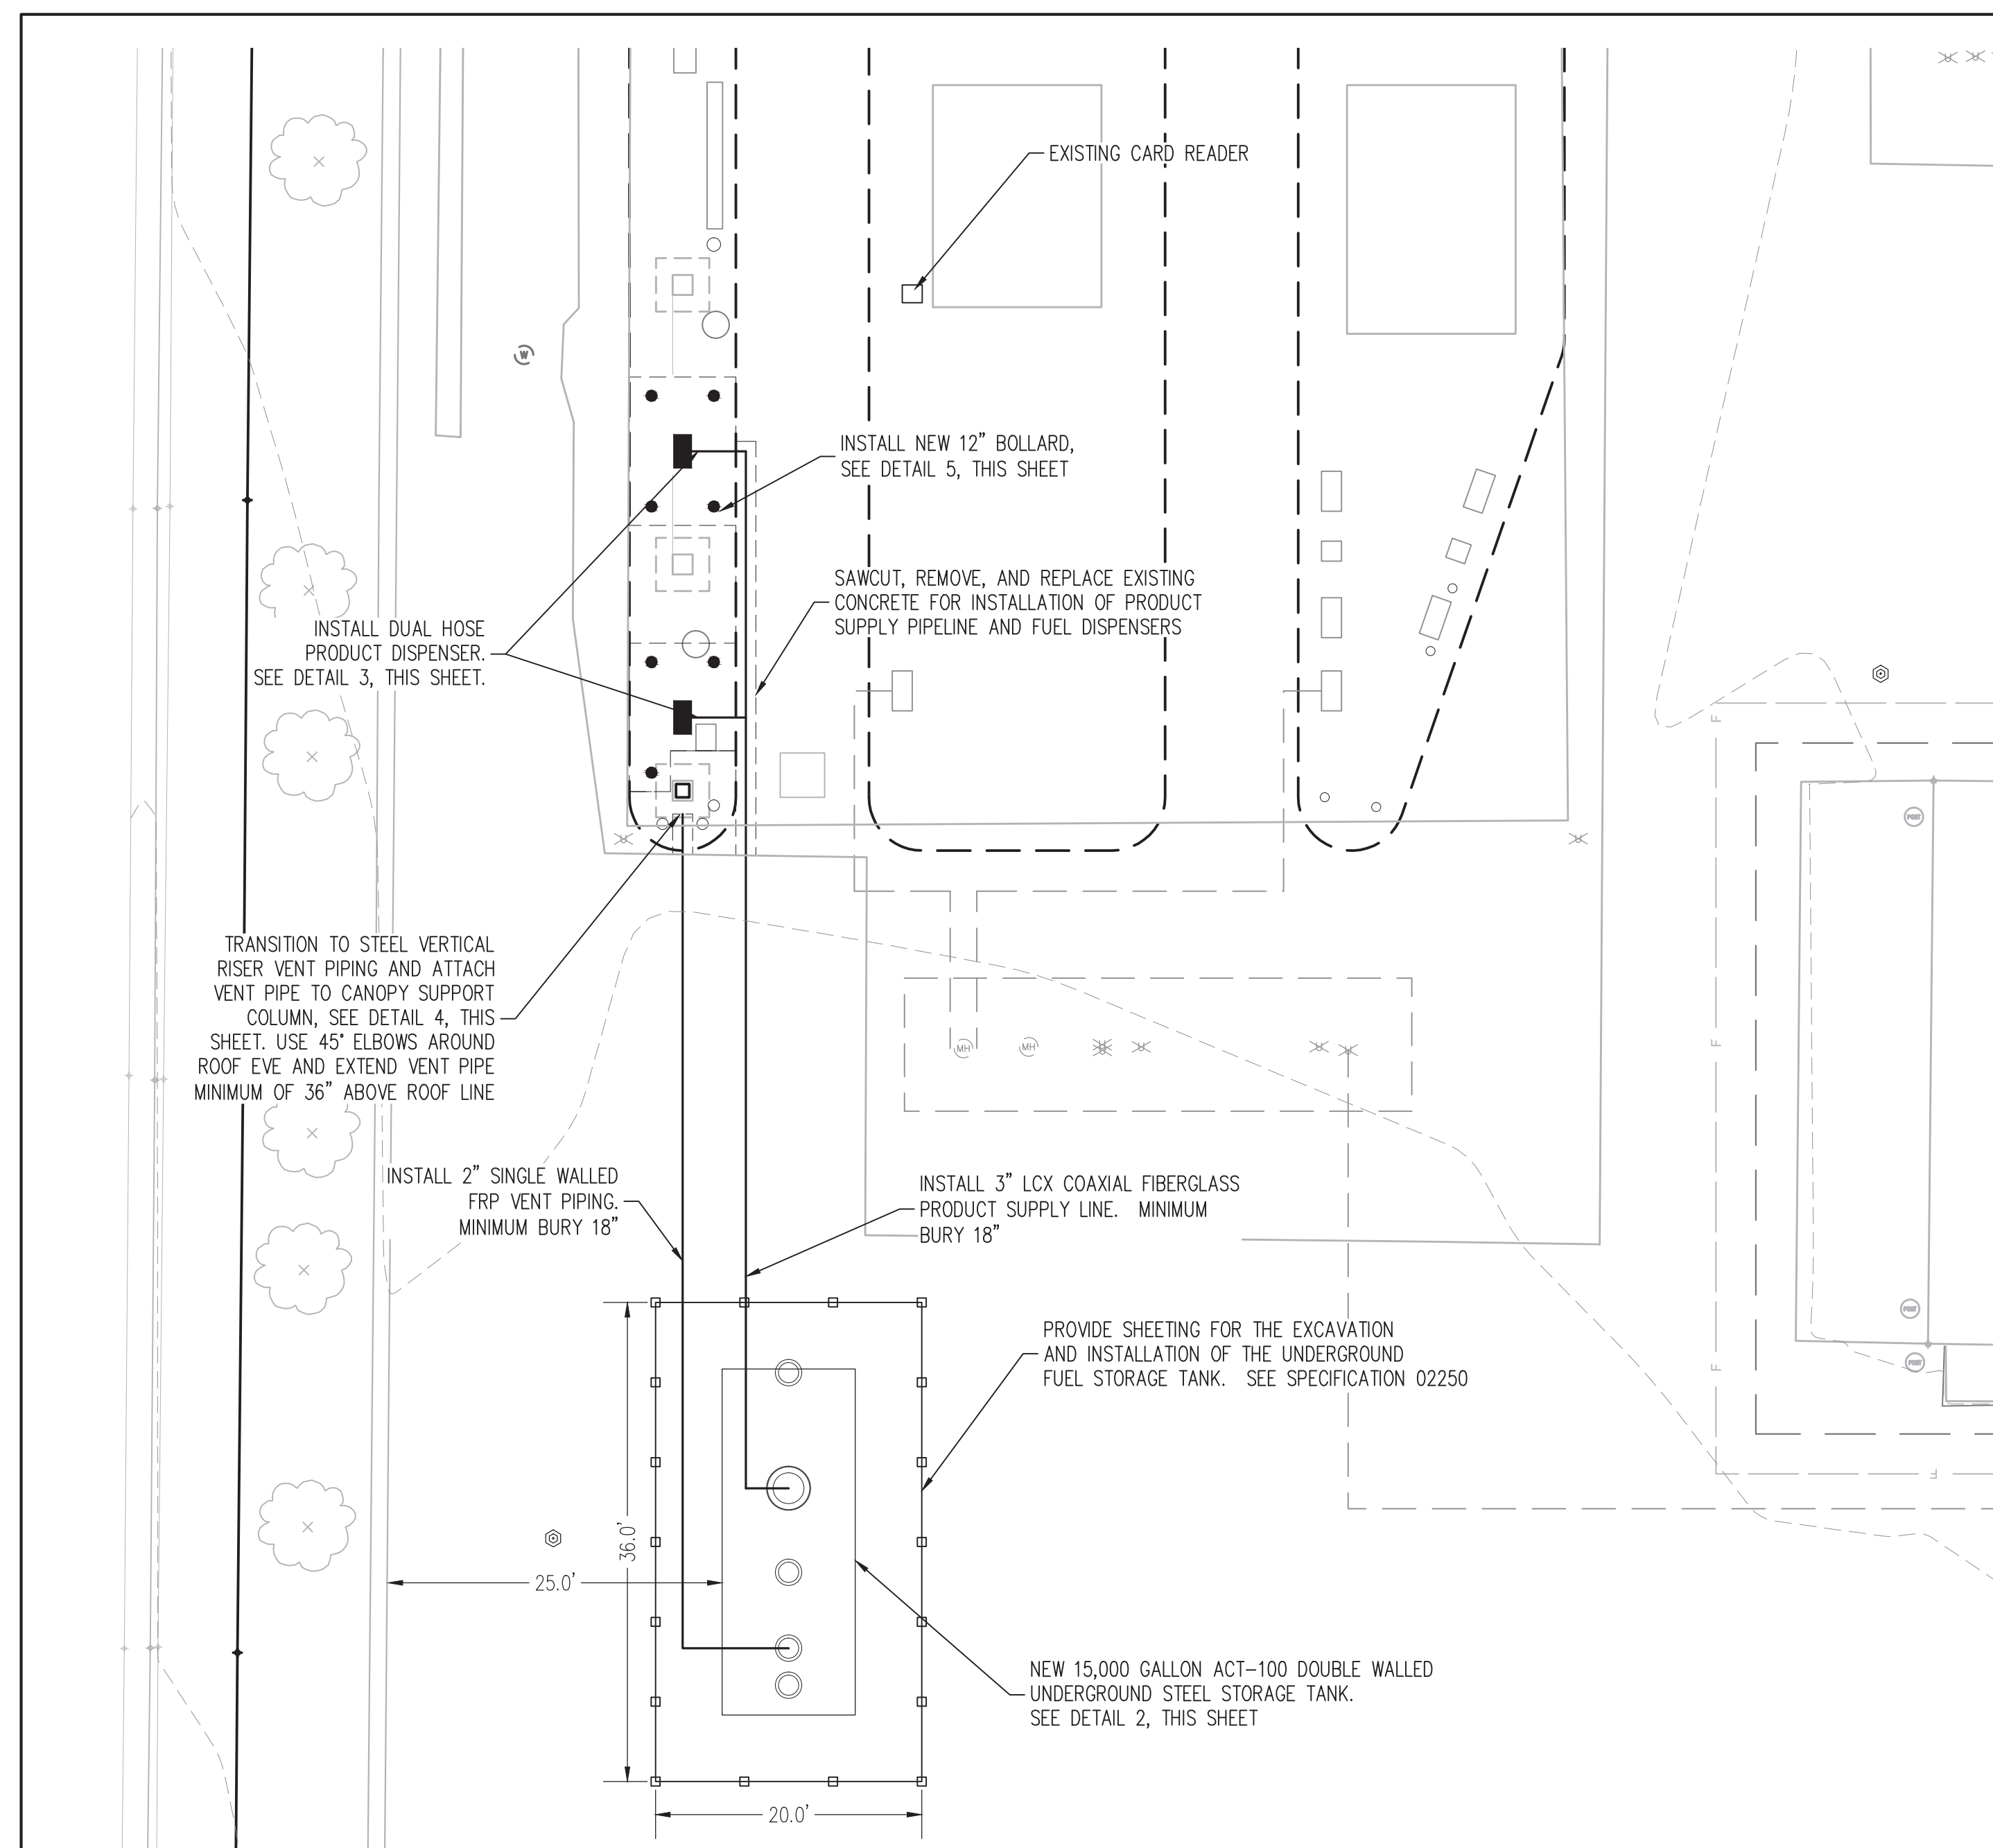 EXISTING CARD READER
W
INSTALL NEW 12” BOLLARD,
SEE DETAIL 5, THIS SHEET
SAWCUT, REMOVE, AND REPLACE EXISTING
CONCRETE FOR INSTALLATION OF PRODUCT
SUPPLY PIPELINE AND FUEL DISPENSERS
INSTALL DUAL HOSE
PRODUCT DISPENSER.
SEE DETAIL 3, THIS SHEET.
POST
TRANSITION TO STEEL VERTICAL
RISER VENT PIPING AND ATTACH
VENT PIPE TO CANOPY SUPPORT
COLUMN, SEE DETAIL 4, THIS
SHEET. USE 45° ELBOWS AROUND
ROOF EVE AND EXTEND VENT PIPE
MINIMUM OF 36” ABOVE ROOF LINE
MH
MH
INSTALL 2” SINGLE WALLED
FRP VENT PIPING.
MINIMUM BURY 18”
INSTALL 3” LCX COAXIAL FIBERGLASS
PRODUCT SUPPLY LINE. MINIMUM
BURY 18”
POST
POST
PROVIDE SHEETING FOR THE EXCAVATION
AND INSTALLATION OF THE UNDERGROUND
FUEL STORAGE TANK. SEE SPECIFICATION 02250
36.0'
25.0'
NEW 15,000 GALLON ACT-100 DOUBLE WALLED
UNDERGROUND STEEL STORAGE TANK.
SEE DETAIL 2, THIS SHEET
20.0'